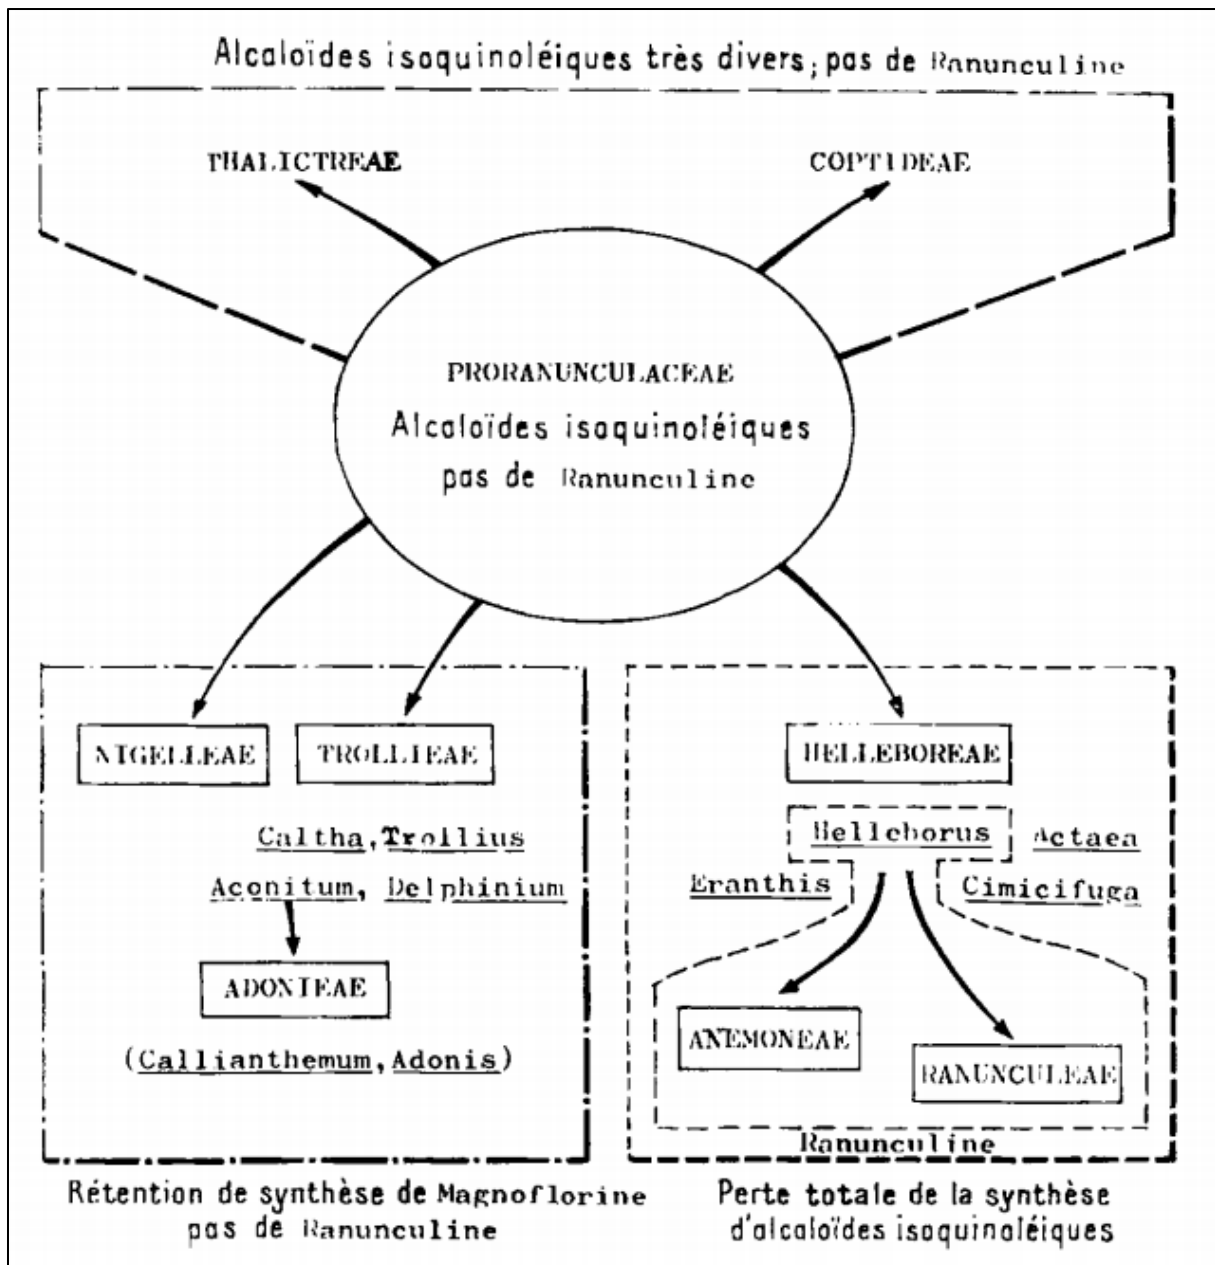 Alcaloïdes isoquinoléiques très divers; pas de Ranunculine
THALICTREAE
COPTIDEAE
PRORANUNCULACEAE
Alcaloïdes isoquinoléiques
pas de Ranunculine
NIGELLEAE
TROLLIEAE
Caltha, Trollius
Aconitum, Delphinium
ADONIEAE
(Callianthemum, Adonis)
Rétention de synthèse de Magnoflorine
pas de Ranunculine
HELLEBOREAE
Helleborus
Actaea
Eranthis
Cimicifuga
ANEMONEAE
RANUNCULEAE
Ranunculine
Perte totale de la synthèse
d'alcaloïdes isoquinoléiques